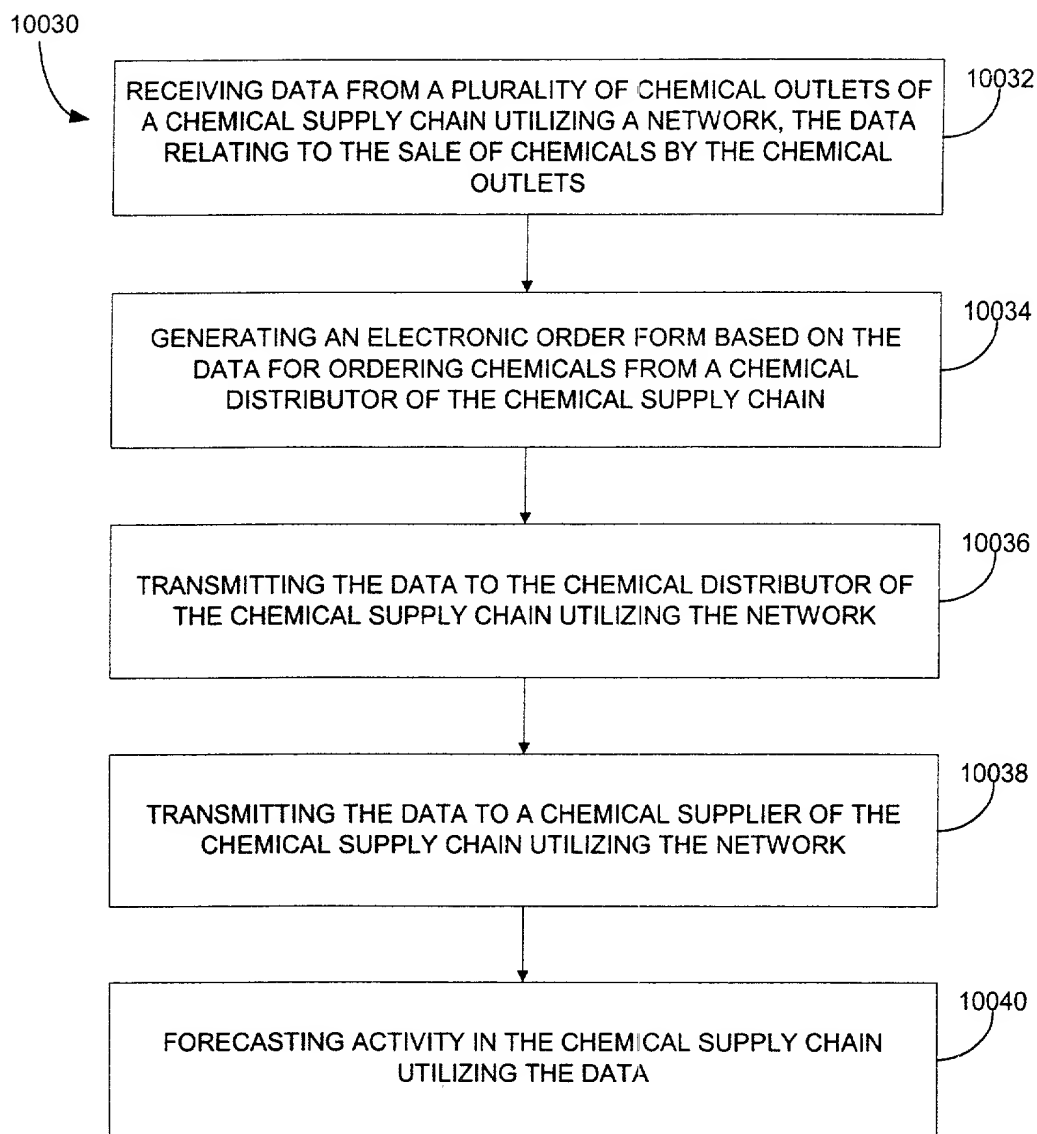 10030
RECEIVING DATA FROM A PLURALITY OF CHEMICAL OUTLETS OF
A CHEMICAL SUPPLY CHAIN UTILIZING A NETWORK, THE DATA
RELATING TO THE SALE OF CHEMICALS BY THE CHEMICAL
OUTLETS
10032
GENERATING AN ELECTRONIC ORDER FORM BASED ON THE
DATA FOR ORDERING CHEMICALS FROM A CHEMICAL
DISTRIBUTOR OF THE CHEMICAL SUPPLY CHAIN
10034
TRANSMITTING THE DATA TO THE CHEMICAL DISTRIBUTOR OF
THE CHEMICAL SUPPLY CHAIN UTILIZING THE NETWORK
10036
TRANSMITTING THE DATA TO A CHEMICAL SUPPLIER OF THE
CHEMICAL SUPPLY CHAIN UTILIZING THE NETWORK
10038
FORECASTING ACTIVITY IN THE CHEMICAL SUPPLY CHAIN
UTILIZING THE DATA
10040